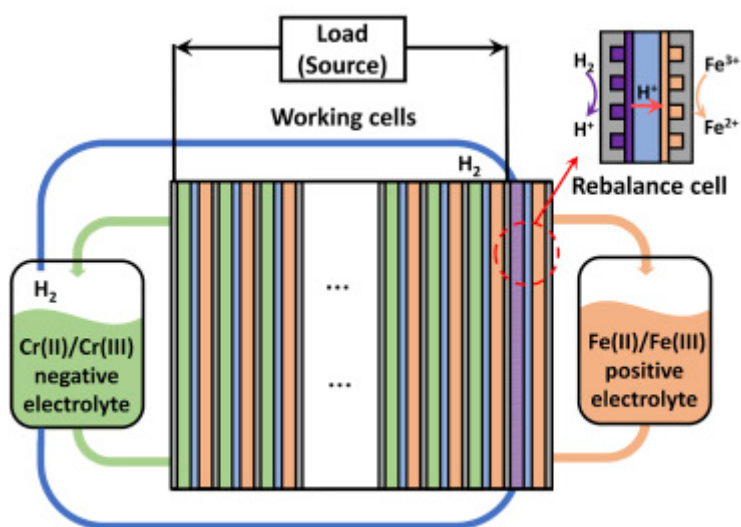 Load
(Source)
Working cells
H₂
H₂
H⁺
H⁺
Fe³⁺
Fe²⁺
Rebalance cell
H₂
Cr(II)/Cr(III)
negative
electrolyte
...
...
Fe(II)/Fe(III)
positive
electrolyte